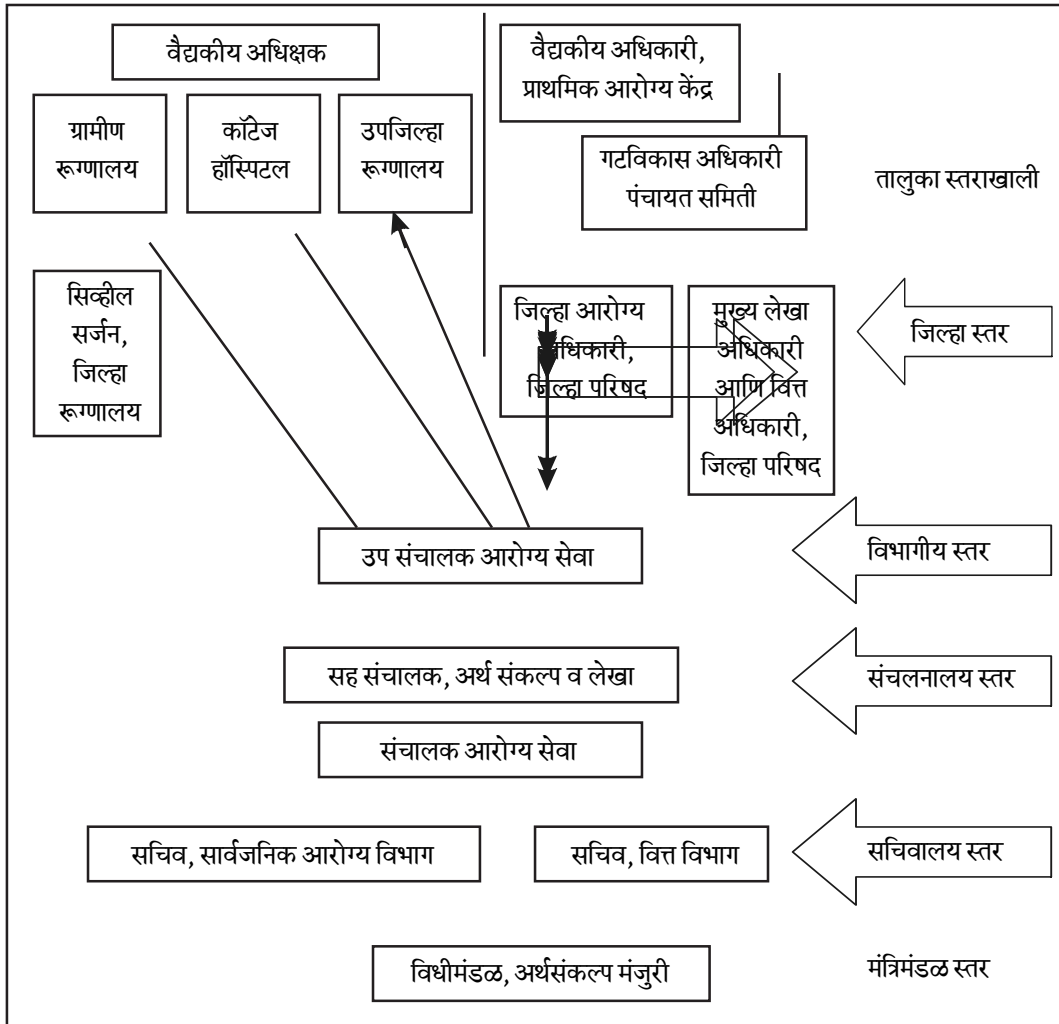 वैद्यकीय अधिक्षक
वैद्यकीय अधिकारी,
प्राथमिक आरोग्य केंद्र
ग्रामीण
रूग्णालय
कॉटेज
हॉस्पिटल
उपजिल्हा
रूग्णालय
गटविकास अधिकारी
पंचायत समिती
तालुका स्तराखाली
सिव्हील
सर्जन,
जिल्हा
रूग्णालय
जिल्हा आरोग्य
अधिकारी,
जिल्हा परिषद
मुख्य लेखा
अधिकारी
आणि वित्त
अधिकारी,
जिल्हा परिषद
जिल्हा स्तर
उप संचालक आरोग्य सेवा
विभागीय स्तर
सह संचालक, अर्थ संकल्प व लेखा
संचलनालय स्तर
संचालक आरोग्य सेवा
सचिव, सार्वजनिक आरोग्य विभाग
सचिव, वित्त विभाग
सचिवालय स्तर
विधीमंडळ, अर्थसंकल्प मंजुरी
मंत्रिमंडळ स्तर